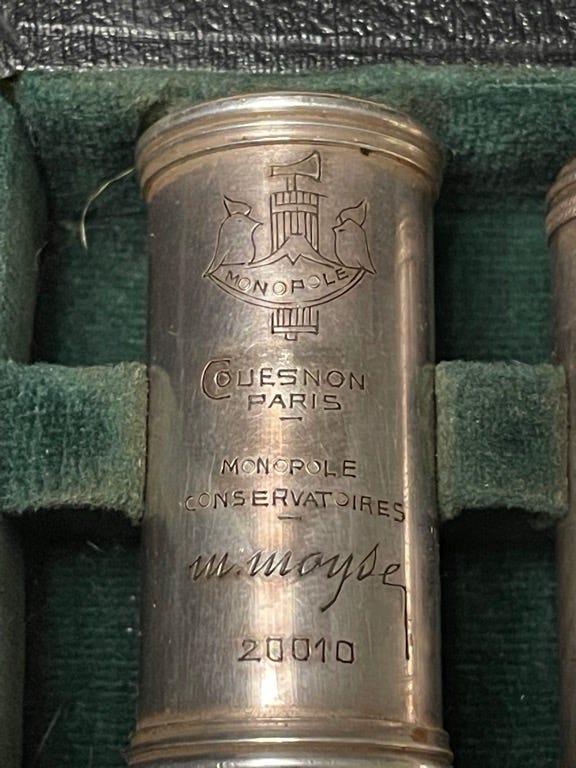 MONOPOLE
COUESNON
PARIS
MONOPOLE
CONSERVATOIRES
m. moyse
20010